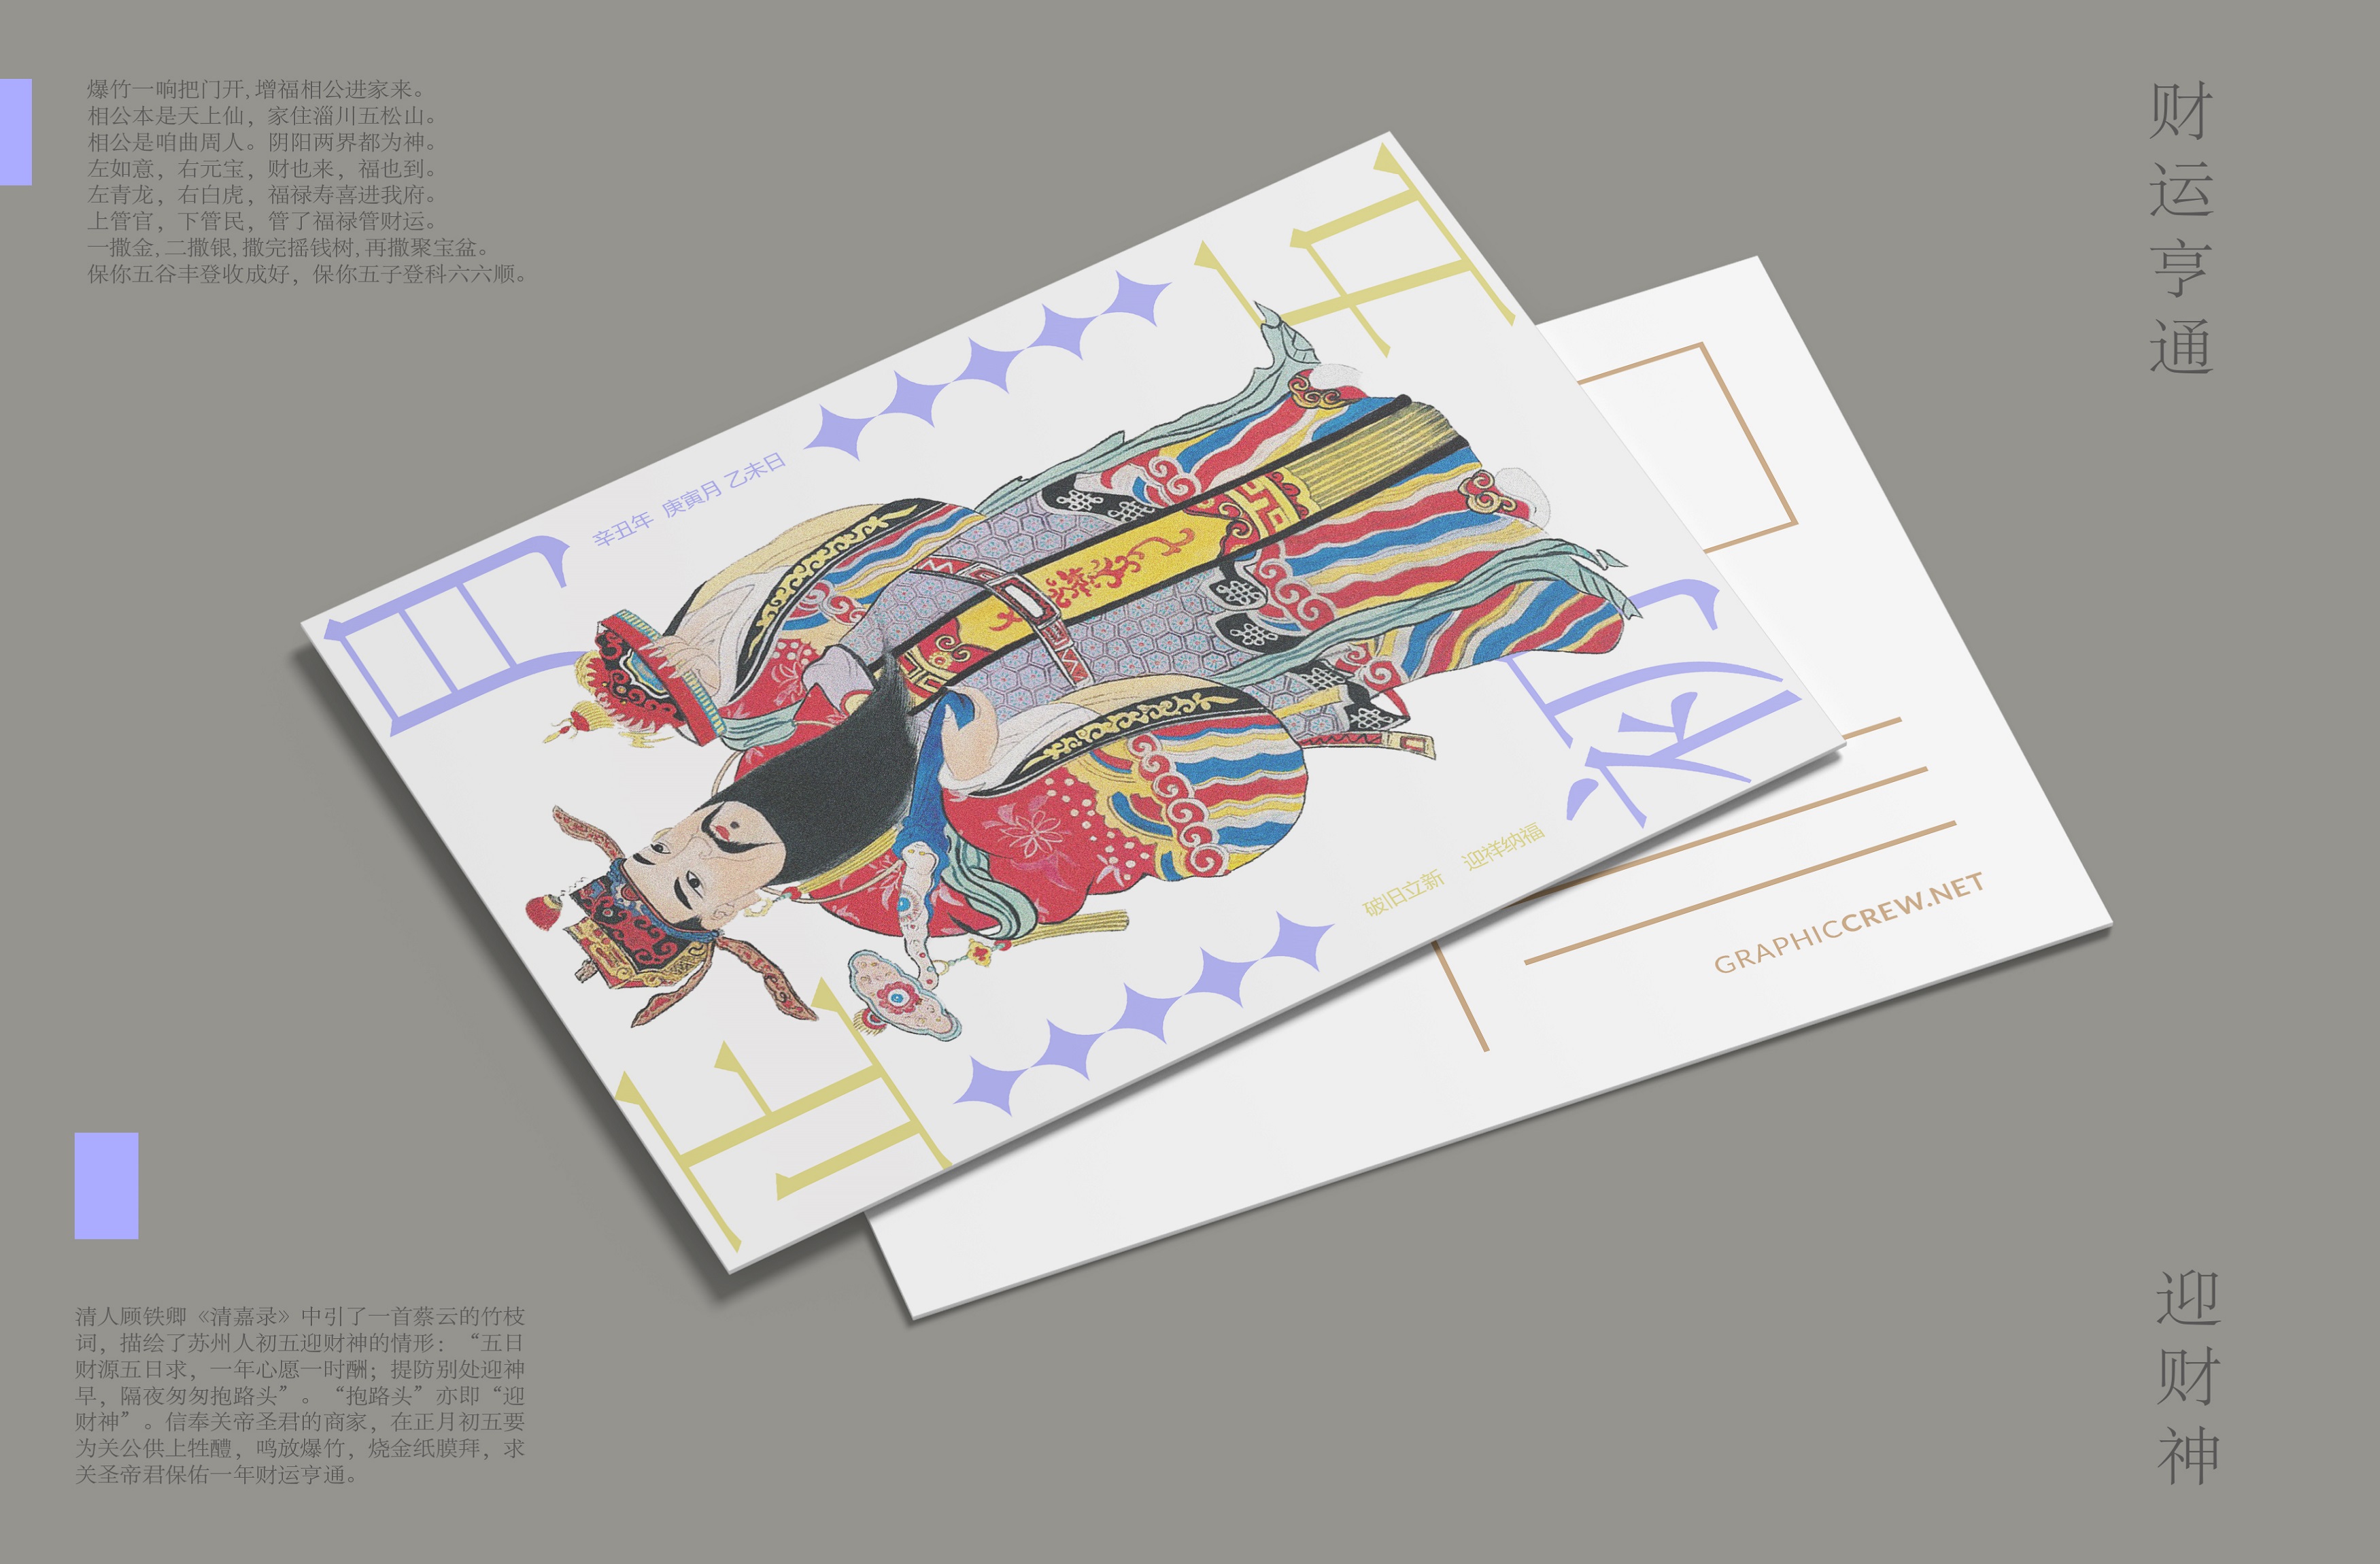 爆竹一响把门开,增福相公进家来。
相公本是天上仙，家住淄川五松山。
相公是咱曲周人。阴阳两界都为神。
左如意，右元宝，财也来，福也到。
左青龙，右白虎，福禄寿喜进我府。
上管官，下管民，管了福禄管财运。
一撒金,二撒银,撒完摇钱树,再撒聚宝盆。
保你五谷丰登收成好，保你五子登科六六顺。
财运亨通
辛丑年 庚寅月 乙未日
破旧立新 迎祥纳福
GRAPHICCREW.NET
清人顾铁卿《清嘉录》中引了一首蔡云的竹枝
词，描绘了苏州人初五迎财神的情形：“五日
财源五日求，一年心愿一时酬；提防别处迎神
早，隔夜匆匆抱路头”。“抱路头”亦即“迎
财神”。信奉关帝圣君的商家，在正月初五要
为关公供上牲醴，鸣放爆竹，烧金纸膜拜，求
关圣帝君保佑一年财运亨通。
迎财神